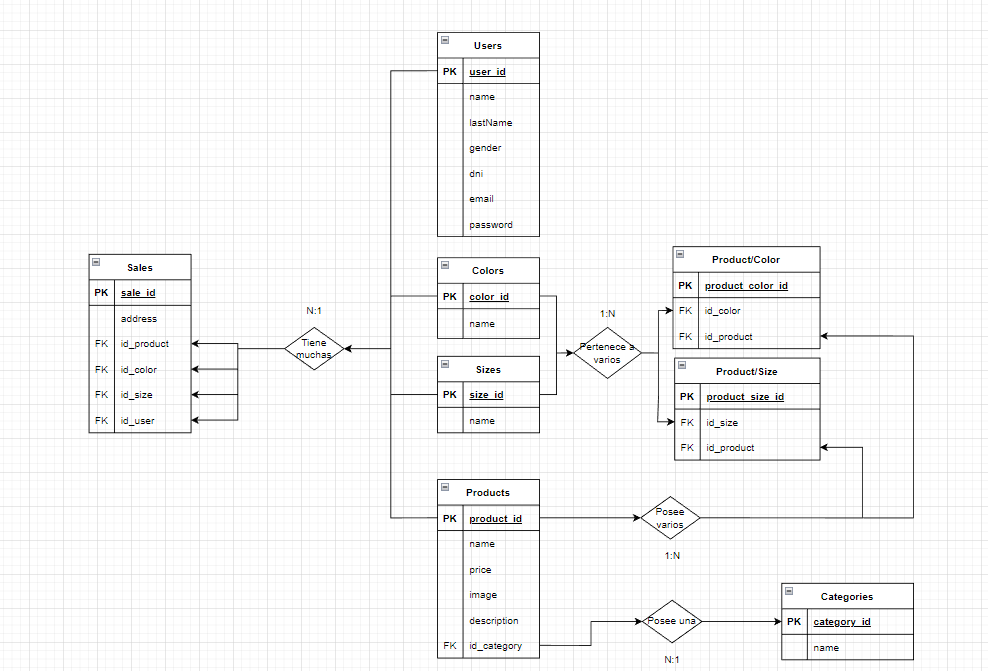 Users
PK user_id
name
lastName
gender
dni
email
password
Sales
PK sale_id
address
FK id_product
FK id_color
FK id_size
FK id_user
N:1
Tiene
muchas
Colors
PK color_id
name
Sizes
PK size_id
name
1:N
Pertenece a
varios
Product/Color
PK product_color_id
FK id_color
FK id_product
Product/Size
PK product_size_id
FK id_size
FK id_product
Products
PK product_id
name
price
image
description
FK id_category
Posee
varios
1:N
Posee una
N:1
Categories
PK category_id
name